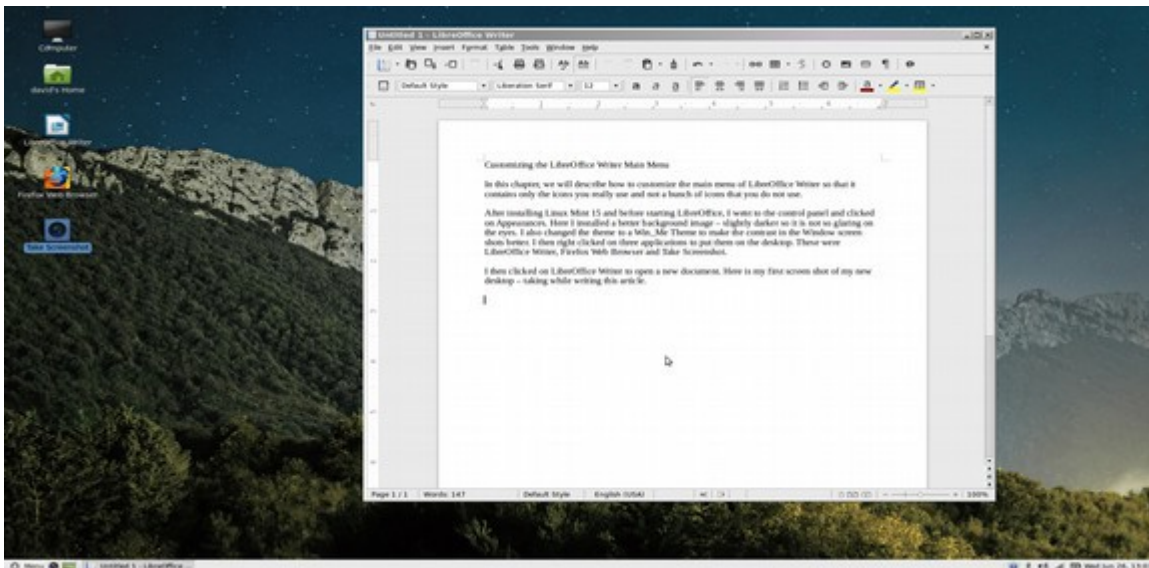 Computer
david's Home
LibreOffice Writer
Firefox Web Browser
Take Screenshot
Untitled 1 - LibreOffice Writer
File Edit View Insert Format Table Tools Window Help
Default Style Liberation Serif 12
Customizing the LibreOffice Writer Main Menu
In this chapter, we will describe how to customize the main menu of LibreOffice Writer so that it
contains only the icons you really use and not a bunch of icons that you do not use.
After installing Linux Mint 15 and before starting LibreOffice, I went to the control panel and clicked
on Appearances. Here I installed a better background image – slightly darker so it is not so glaring on
the eyes. I also changed the theme to a Win_Me Theme to make the contrast in the Window screen
shots better. I then right clicked on three applications to put them on the desktop. These were
LibreOffice Writer, Firefox Web Browser and Take Screenshot.
I then clicked on LibreOffice Writer to open a new document. Here is my first screen shot of my new
desktop – taking while writing this article.
Page 1 / 1 Words: 147 Default Style English (USA) 100%
Menu Untitled 1 - LibreOffice ... Wed Jun 26,